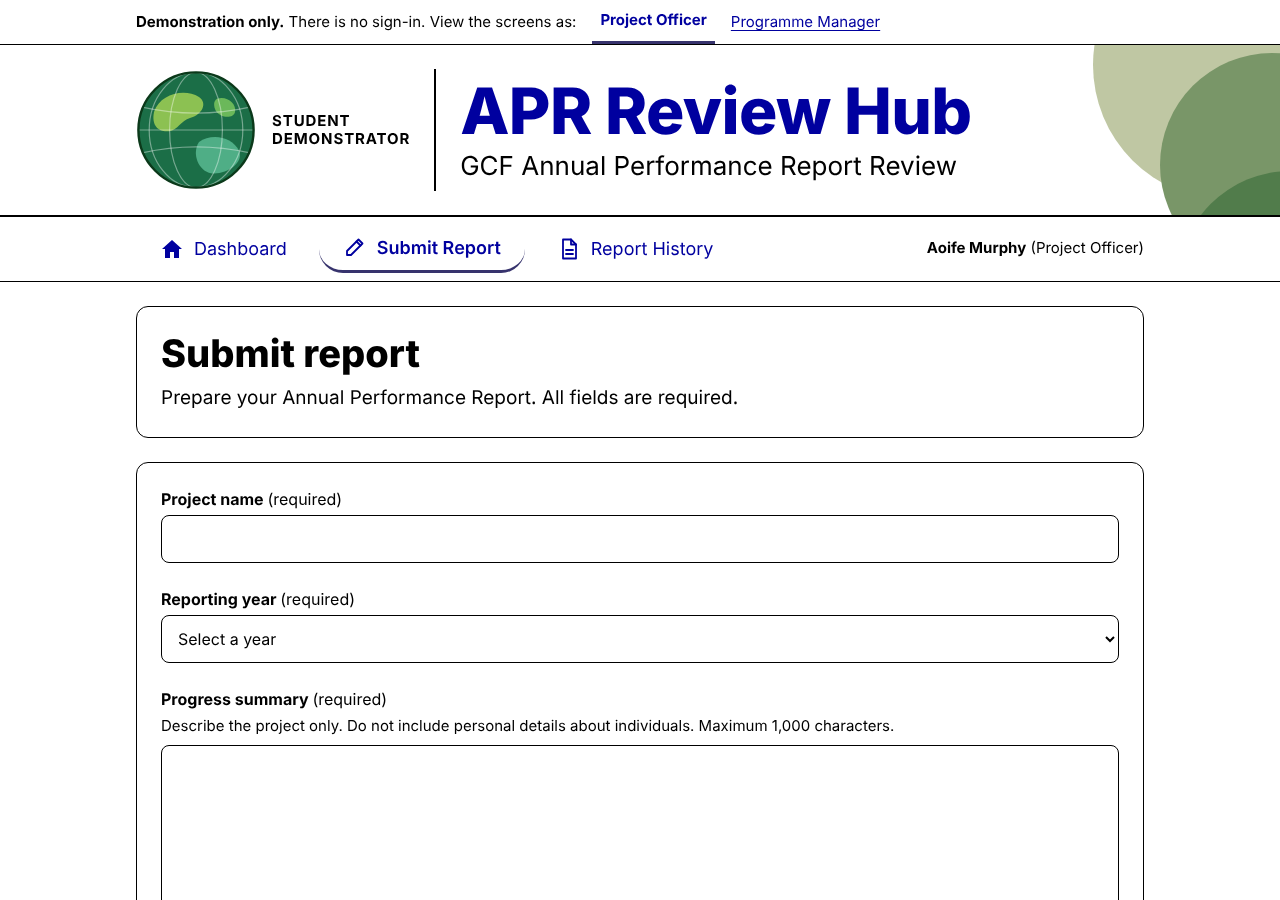 Demonstration only. There is no sign-in. View the screens as: Project Officer Programme Manager
STUDENT
DEMONSTRATOR
APR Review Hub
GCF Annual Performance Report Review
Dashboard Submit Report Report History Aoife Murphy (Project Officer)
Submit report
Prepare your Annual Performance Report. All fields are required.
Project name (required)
Reporting year (required)
Select a year
Progress summary (required)
Describe the project only. Do not include personal details about individuals. Maximum 1,000 characters.